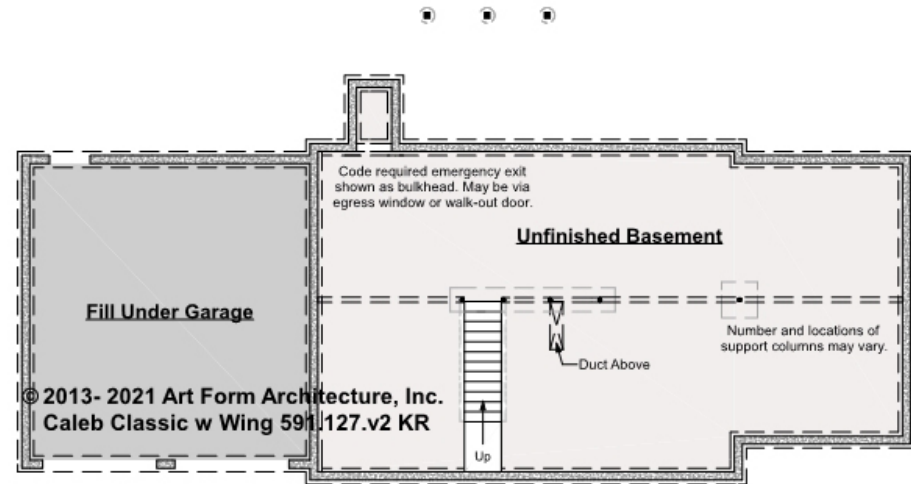 Code required emergency exit
shown as bulkhead. May be via
egress window or walk-out door.
Unfinished Basement
Fill Under Garage
Number and locations of
support columns may vary.
Duct Above
© 2013- 2021 Art Form Architecture, Inc.
Caleb Classic w Wing 591.127.v2 KR
Up